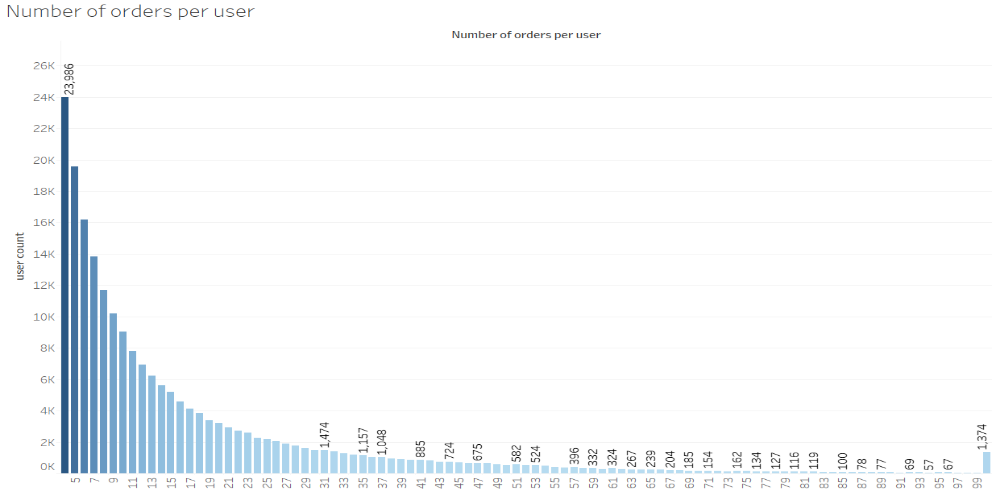 Number of orders per user
Number of orders per user
26K
24K
22K
20K
18K
16K
14K
12K
10K
8K
6K
4K
2K
0K
user count
23,986
1,474
1,157
1,048
885
724
675
582
524
396
332
324
267
239
204
185
154
162
134
127
116
119
100
78
77
69
57
67
1,374
5 7 9 11 13 15 17 19 21 23 25 27 29 31 33 35 37 39 41 43 45 47 49 51 53 55 57 59 61 63 65 67 69 71 73 75 77 79 81 83 85 87 89 91 93 95 97 99